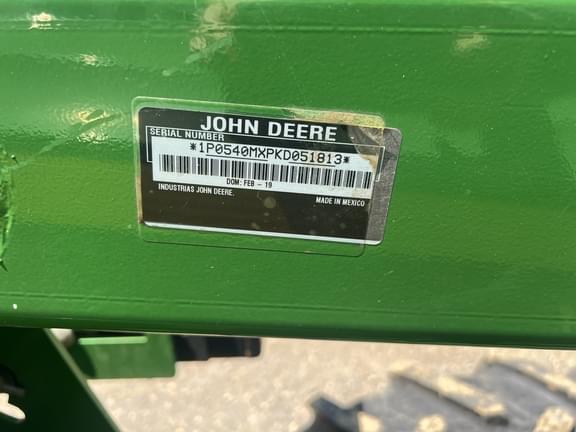 JOHN DEERE
SERIAL NUMBER
*1P0540MXPKD051813*
DOM: FEB - 19
INDUSTRIAS JOHN DEERE. MADE IN MEXICO